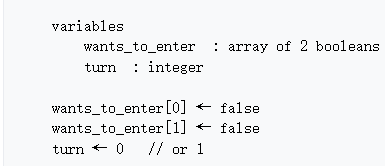 variables
wants_to_enter : array of 2 booleans
turn : integer
wants_to_enter[0] ← false
wants_to_enter[1] ← false
turn ← 0 // or 1